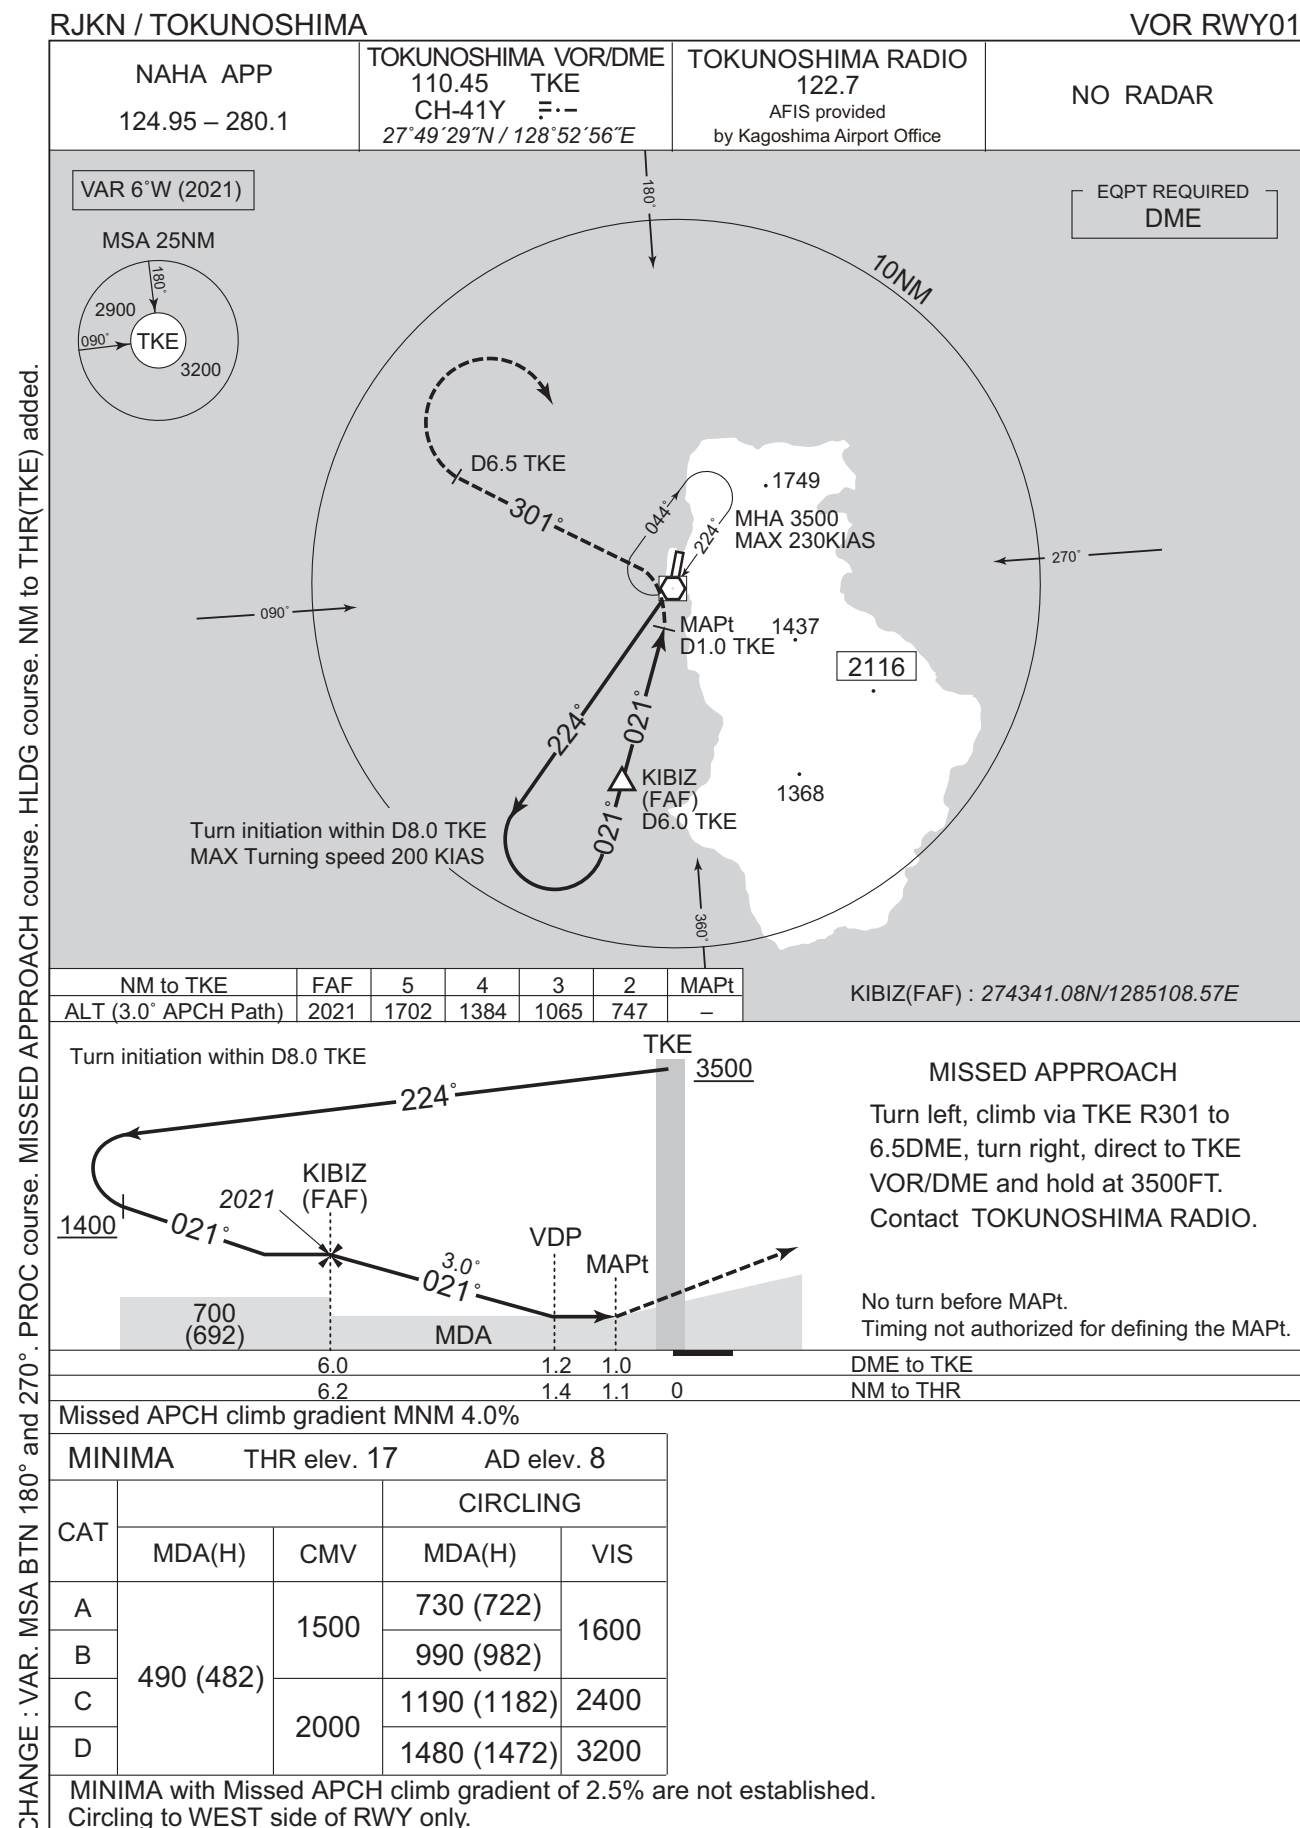 RJKN / TOKUNOSHIMA VOR RWY01
NAHA APP
124.95 – 280.1
TOKUNOSHIMA VOR/DME
110.45 TKE
CH-41Y
27°49´29˝N / 128°52´56˝E
TOKUNOSHIMA RADIO
122.7
AFIS provided
by Kagoshima Airport Office
NO RADAR
VAR 6°W (2021)
EQPT REQUIRED
DME
MSA 25NM
180°
2900
090°
TKE
3200
180°
10NM
D6.5 TKE
301°
044°
224°
1749
MHA 3500
MAX 230KIAS
270°
090°
MAPt
D1.0 TKE
1437
2116
224°
021°
KIBIZ
(FAF)
D6.0 TKE
1368
021°
Turn initiation within D8.0 TKE
MAX Turning speed 200 KIAS
360°
NM to TKE FAF 5 4 3 2 MAPt
ALT (3.0° APCH Path) 2021 1702 1384 1065 747 –
KIBIZ(FAF) : 274341.08N/1285108.57E
Turn initiation within D8.0 TKE
TKE
3500
224°
KIBIZ
(FAF)
2021
1400
021°
3.0°
021°
VDP
MAPt
700
(692)
MDA
MISSED APPROACH
Turn left, climb via TKE R301 to
6.5DME, turn right, direct to TKE
VOR/DME and hold at 3500FT.
Contact TOKUNOSHIMA RADIO.
No turn before MAPt.
Timing not authorized for defining the MAPt.
6.0 1.2 1.0 DME to TKE
6.2 1.4 1.1 0 NM to THR
Missed APCH climb gradient MNM 4.0%
MINIMA THR elev. 17 AD elev. 8
CIRCLING
CAT MDA(H) CMV MDA(H) VIS
A 490 (482) 1500 730 (722) 1600
B 990 (982)
C 2000 1190 (1182) 2400
D 1480 (1472) 3200
MINIMA with Missed APCH climb gradient of 2.5% are not established.
Circling to WEST side of RWY only.
CHANGE : VAR. MSA BTN 180° and 270°. PROC course. MISSED APPROACH course. HLDG course. NM to THR(TKE) added.